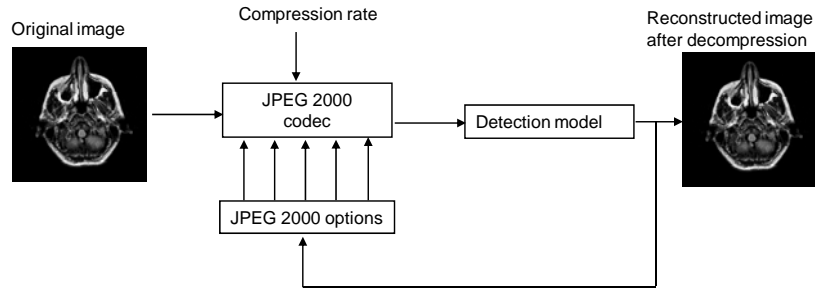 Compression rate
Original image
Reconstructed image
after decompression
JPEG 2000
codec
Detection model
JPEG 2000 options